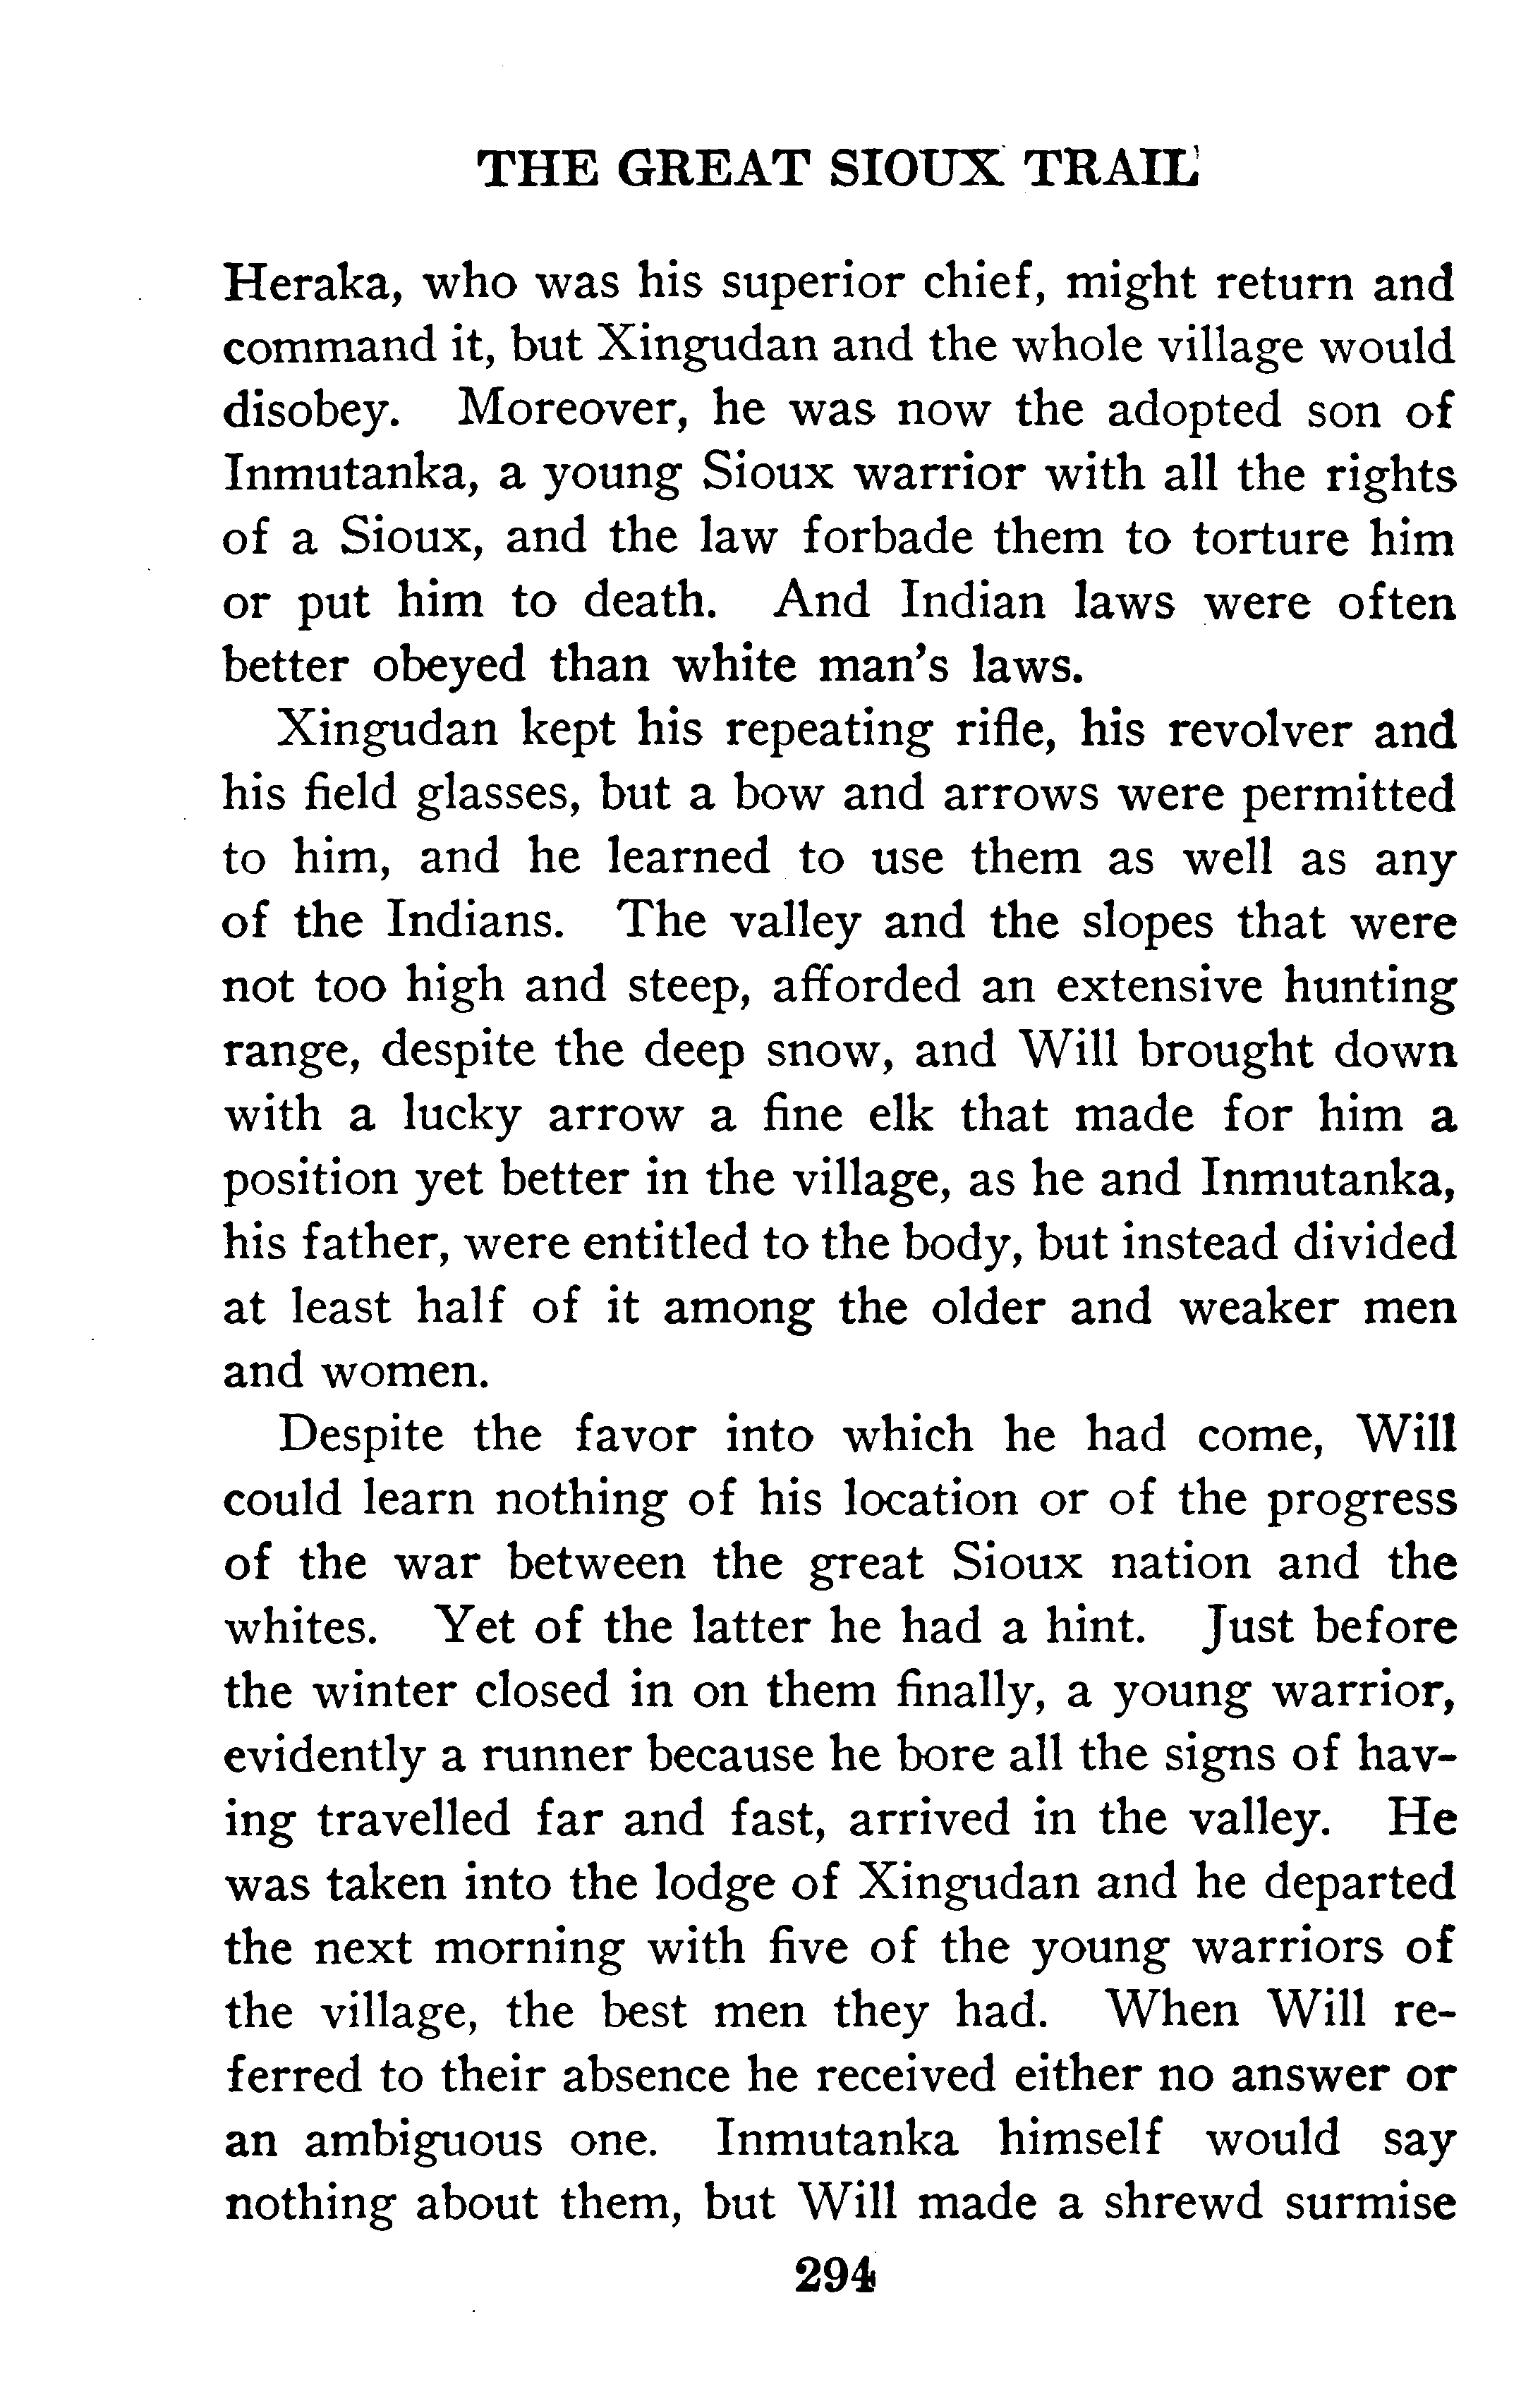 THE GREAT SIOUX TRAIL
Heraka, who was his superior chief, might return and
command it, but Xingudan and the whole village would
disobey. Moreover, he was now the adopted son of
Inmutanka, a young Sioux warrior with all the rights
of a Sioux, and the law forbade them to torture him
or put him to death. And Indian laws were often
better obeyed than white man's laws.
Xingudan kept his repeating rifle, his revolver and
his field glasses, but a bow and arrows were permitted
to him, and he learned to use them as well as any
of the Indians. The valley and the slopes that were
not too high and steep, afforded an extensive hunting
range, despite the deep snow, and Will brought down
with a lucky arrow a fine elk that made for him a
position yet better in the village, as he and Inmutanka,
his father, were entitled to the body, but instead divided
at least half of it among the older and weaker men
and women.
Despite the favor into which he had come, Will
could learn nothing of his location or of the progress
of the war between the great Sioux nation and the
whites. Yet of the latter he had a hint. Just before
the winter closed in on them finally, a young warrior,
evidently a runner because he bore all the signs of hav-
ing travelled far and fast, arrived in the valley. He
was taken into the lodge of Xingudan and he departed
the next morning with five of the young warriors of
the village, the best men they had. When Will re-
ferred to their absence he received either no answer or
an ambiguous one. Inmutanka himself would say
nothing about them, but Will made a shrewd surmise
294